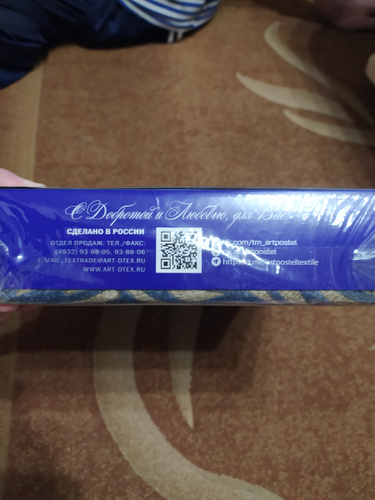 С Добротой и Любовью, для Вас!
СДЕЛАНО В РОССИИ
ОТДЕЛ ПРОДАЖ: ТЕЛ./ФАКС:
(4932) 93 88-05, 93 88-06
E-MAIL: TEXTRADE@ART-DTEX.RU
WWW.ART-DTEX.RU
.com/tm_artpostel
https://t.me/artposteltextile